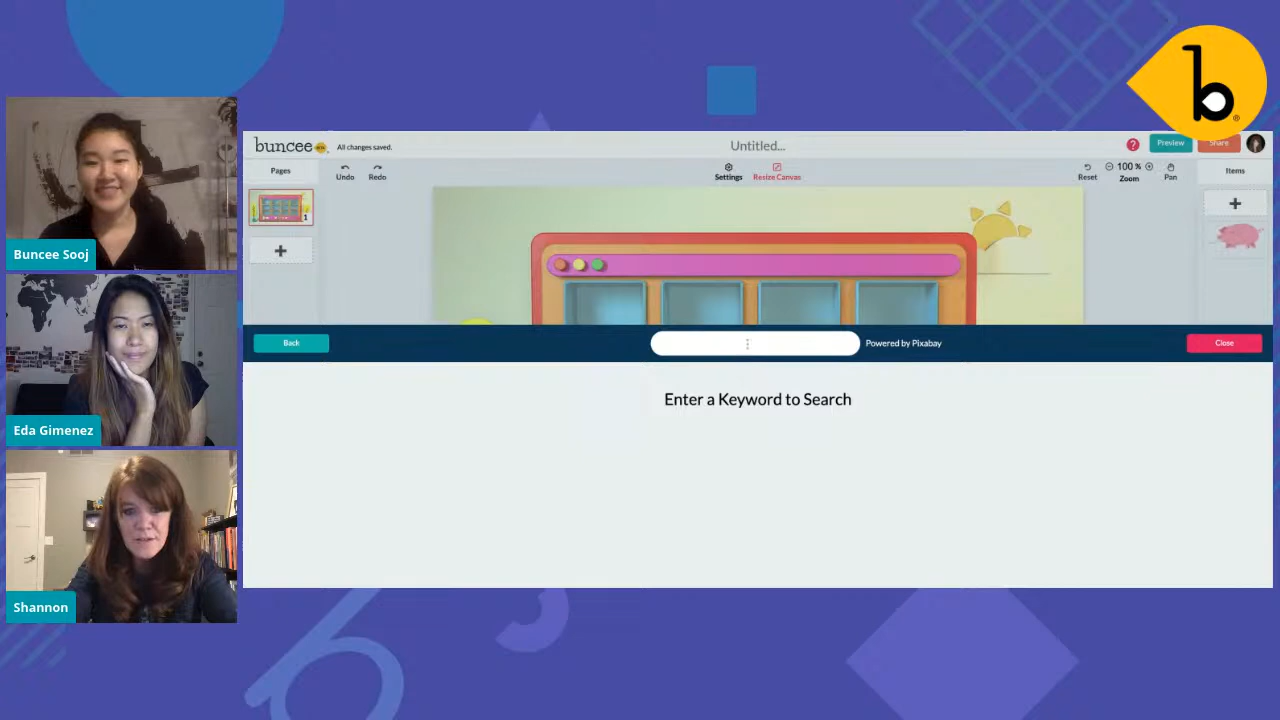 b
buncee
All changes saved.
Untitled...
?
Preview
Share
Pages
Undo
Redo
Settings
Resize Canvas
Reset
100 %
Zoom
Pan
Items
1
+
+
Back
Powered by Pixabay
Close
Enter a Keyword to Search
Buncee Sooj
Eda Gimenez
Shannon